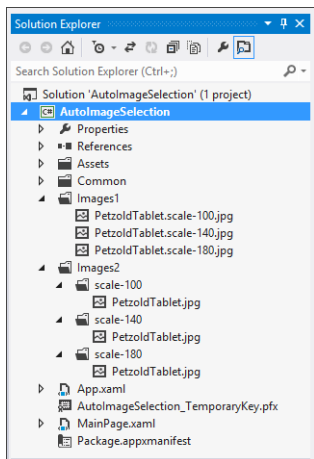 Solution Explorer
Search Solution Explorer (Ctrl+;)
Solution 'AutoImageSelection' (1 project)
C# AutoImageSelection
Properties
References
Assets
Common
Images1
PetzoldTablet.scale-100.jpg
PetzoldTablet.scale-140.jpg
PetzoldTablet.scale-180.jpg
Images2
scale-100
PetzoldTablet.jpg
scale-140
PetzoldTablet.jpg
scale-180
PetzoldTablet.jpg
App.xaml
AutoImageSelection_TemporaryKey.pfx
MainPage.xaml
Package.appxmanifest